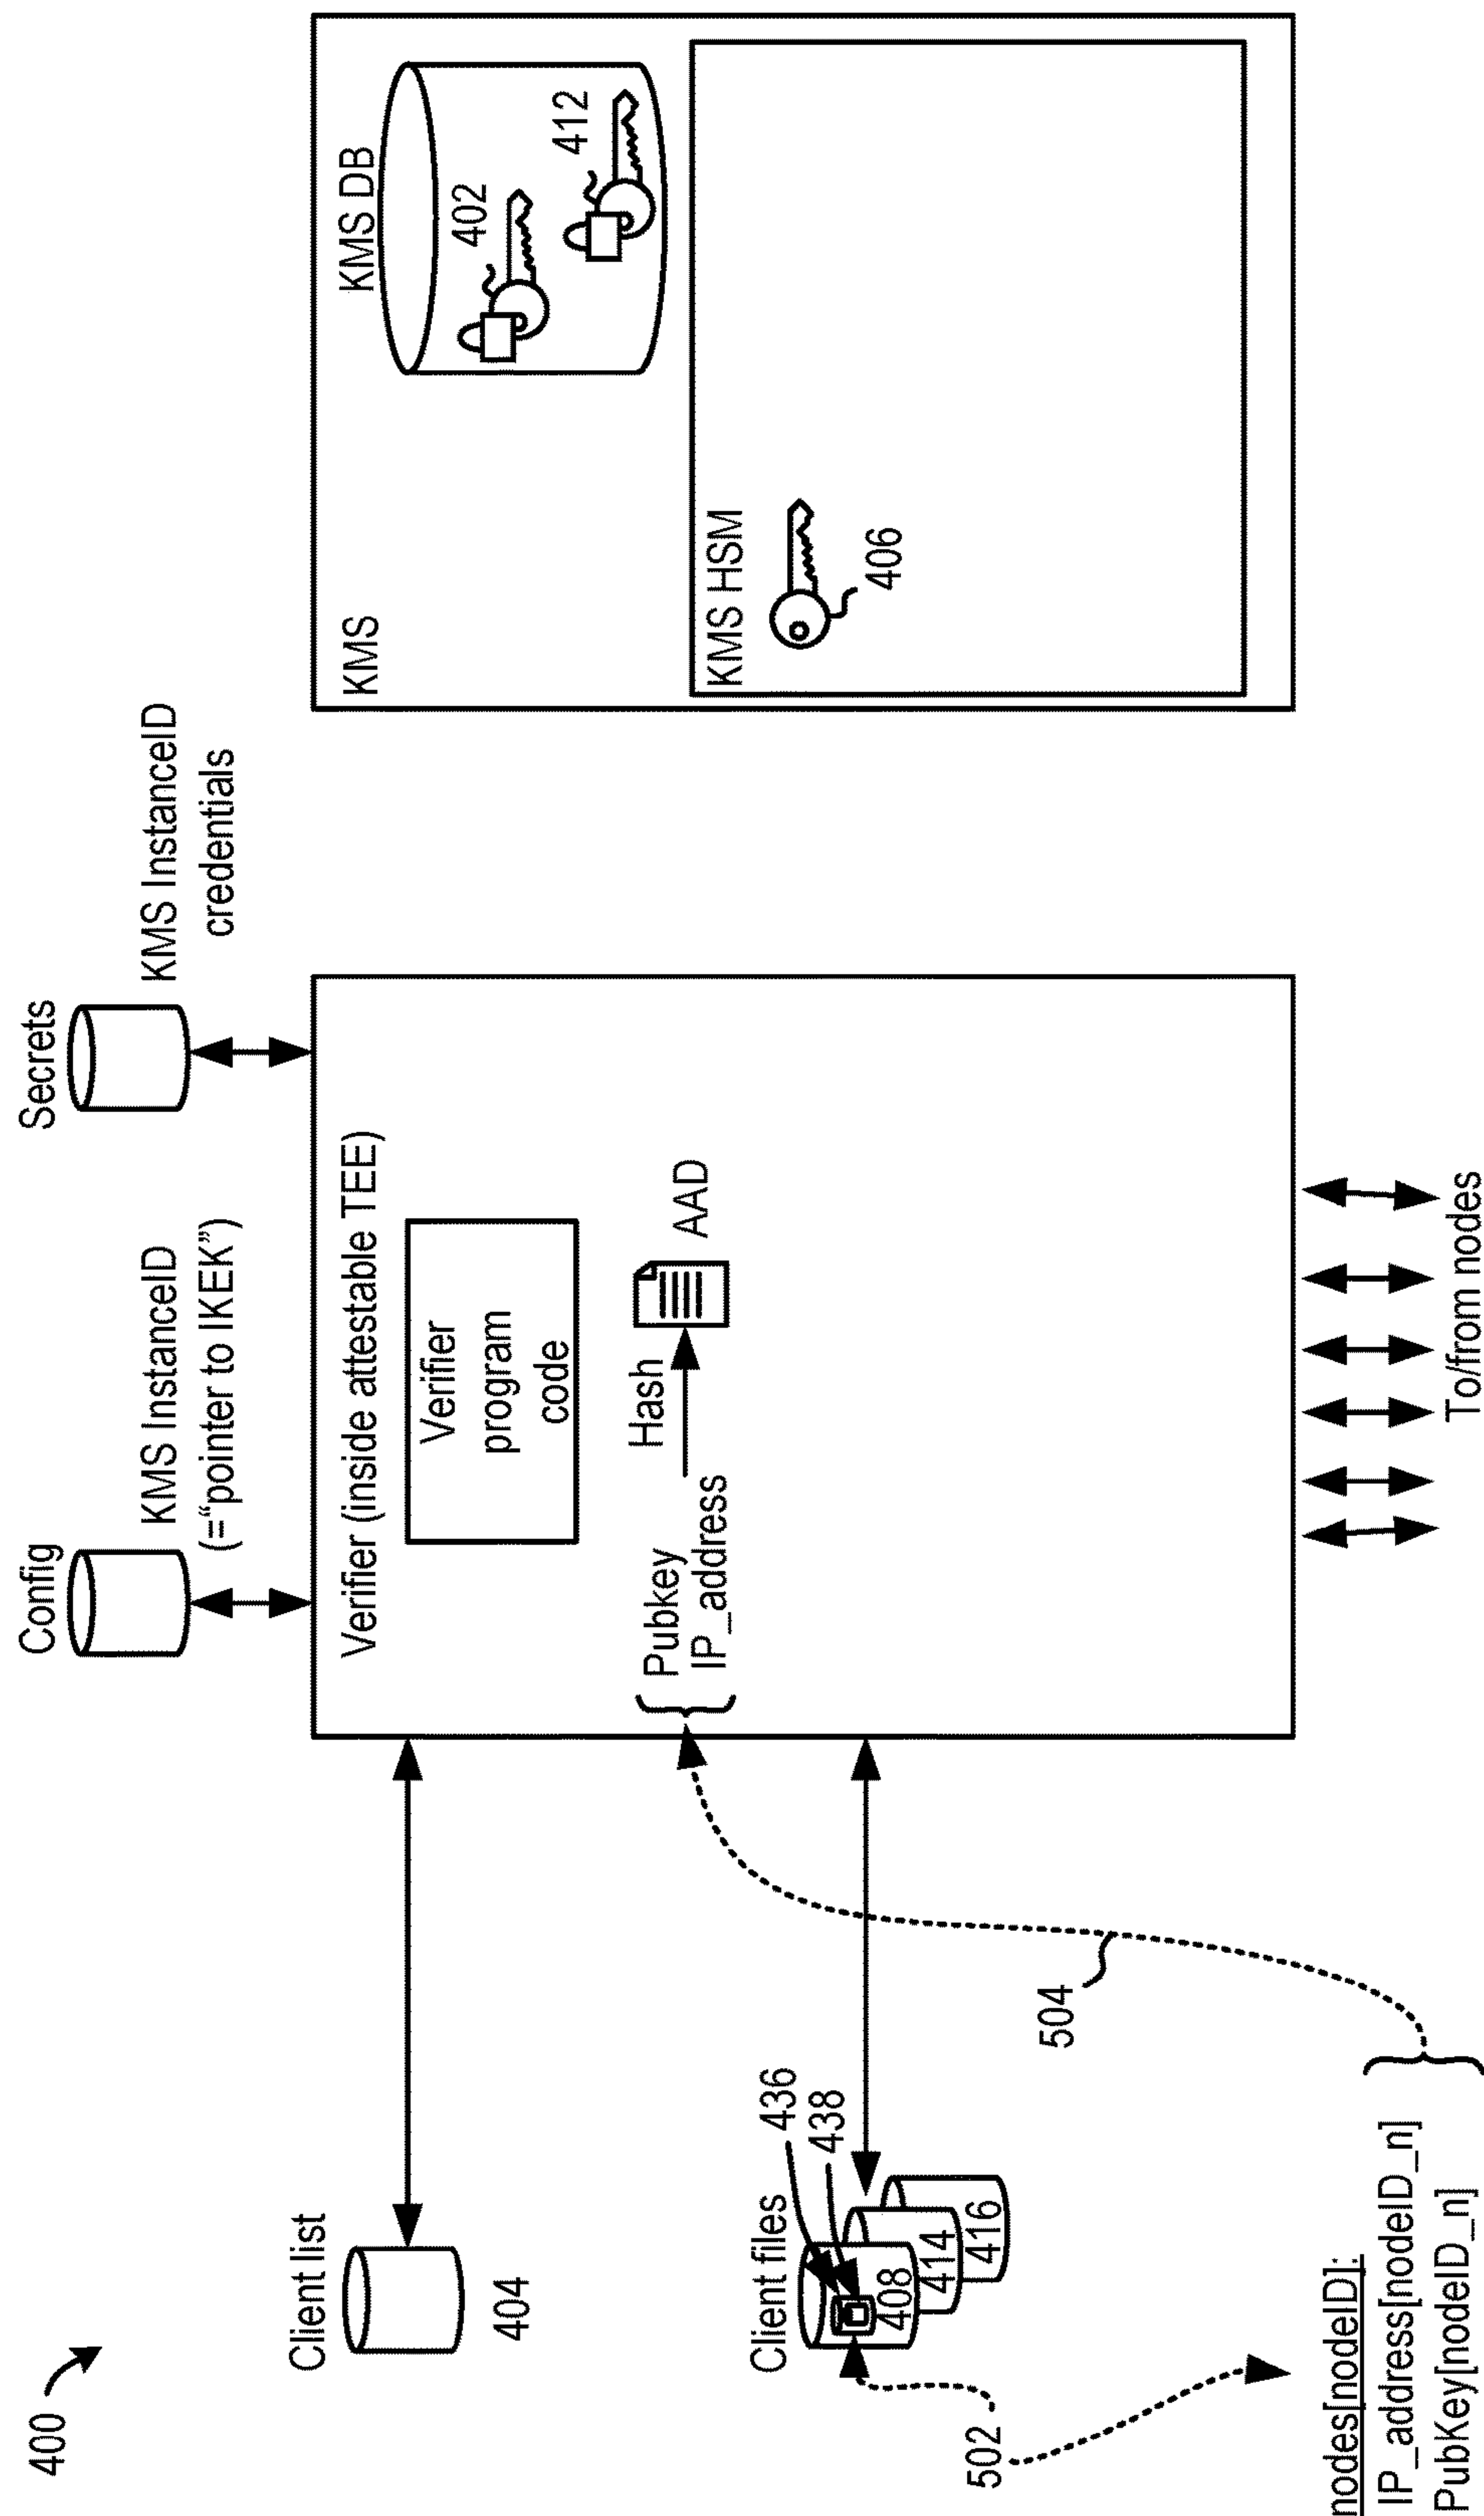 400
Client list
404
Client files
436
438
408
414
416
502
504
nodes[nodeID]:
IP_address[nodeID_n]
PubKey[nodeID_n]
Config
KMS InstanceID
(=“pointer to IKEK”)
Secrets
KMS InstanceID
credentials
Verifier (inside attestable TEE)
Verifier
program
code
Pubkey
IP_address
Hash
AAD
To/from nodes
KMS
KMS DB
402
412
KMS HSM
406